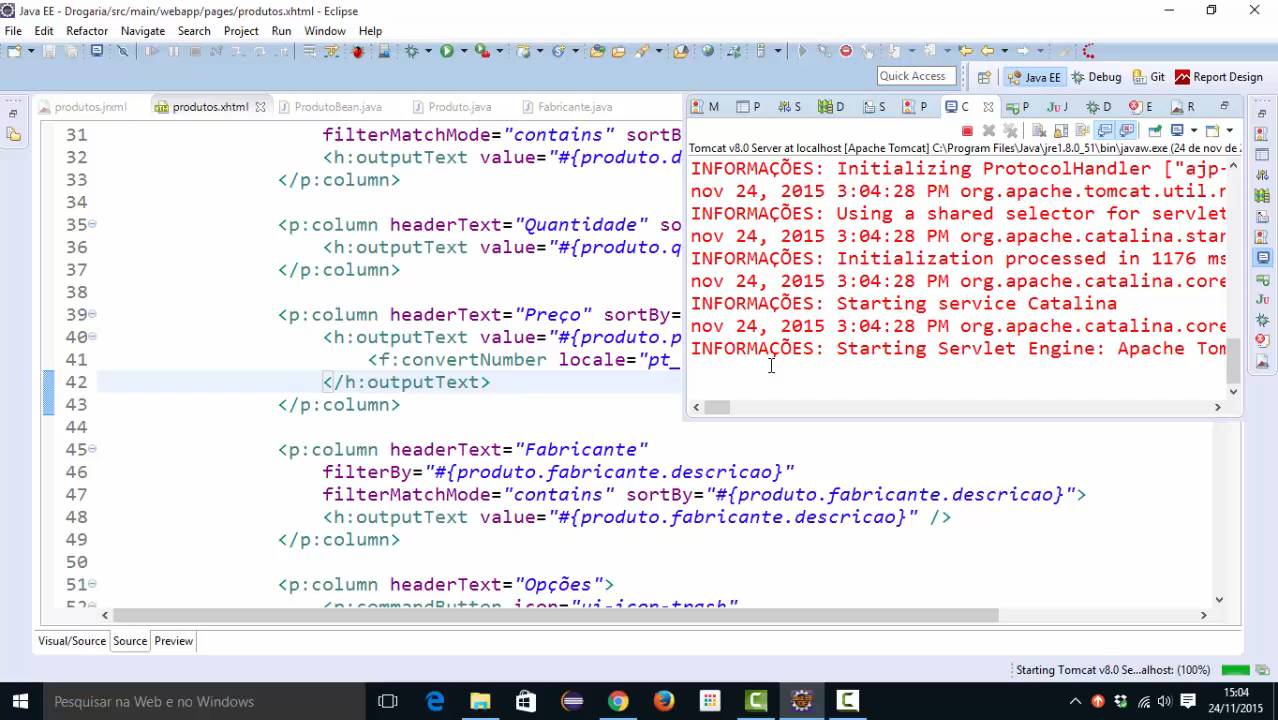 Java EE - Drogaria/src/main/webapp/pages/produtos.xhtml - Eclipse
File Edit Refactor Navigate Search Project Run Window Help
Quick Access Java EE Debug Git Report Design
produtos.jrxml produtos.xhtml ProdutoBean.java Produto.java Fabricante.java
M P S D S P C P J D E R
Tomcat v8.0 Server at localhost [Apache Tomcat] C:\Program Files\Java\jre1.8.0_51\bin\javaw.exe (24 de nov de 2
INFORMAÇÕES: Initializing ProtocolHandler ["ajp-
nov 24, 2015 3:04:28 PM org.apache.tomcat.util.n
INFORMAÇÕES: Using a shared selector for servlet
nov 24, 2015 3:04:28 PM org.apache.catalina.star
INFORMAÇÕES: Initialization processed in 1176 ms
nov 24, 2015 3:04:28 PM org.apache.catalina.core
INFORMAÇÕES: Starting service Catalina
nov 24, 2015 3:04:28 PM org.apache.catalina.core
INFORMAÇÕES: Starting Servlet Engine: Apache Tom
31 filterMatchMode="contains" sortB
32 <h:outputText value="#{produto.d
33 </p:column>
34
35 <p:column headerText="Quantidade" so
36 <h:outputText value="#{produto.q
37 </p:column>
38
39 <p:column headerText="Preço" sortBy=
40 <h:outputText value="#{produto.p
41 <f:convertNumber locale="pt_
42 </h:outputText>
43 </p:column>
44
45 <p:column headerText="Fabricante"
46 filterBy="#{produto.fabricante.descricao}"
47 filterMatchMode="contains" sortBy="#{produto.fabricante.descricao}">
48 <h:outputText value="#{produto.fabricante.descricao}" />
49 </p:column>
50
51 <p:column headerText="Opções">
52 <p:commandButton icon="ui-icon-trash"
Visual/Source Source Preview
Starting Tomcat v8.0 Se...alhost: (100%)
Pesquisar na Web e no Windows
15:04
24/11/2015